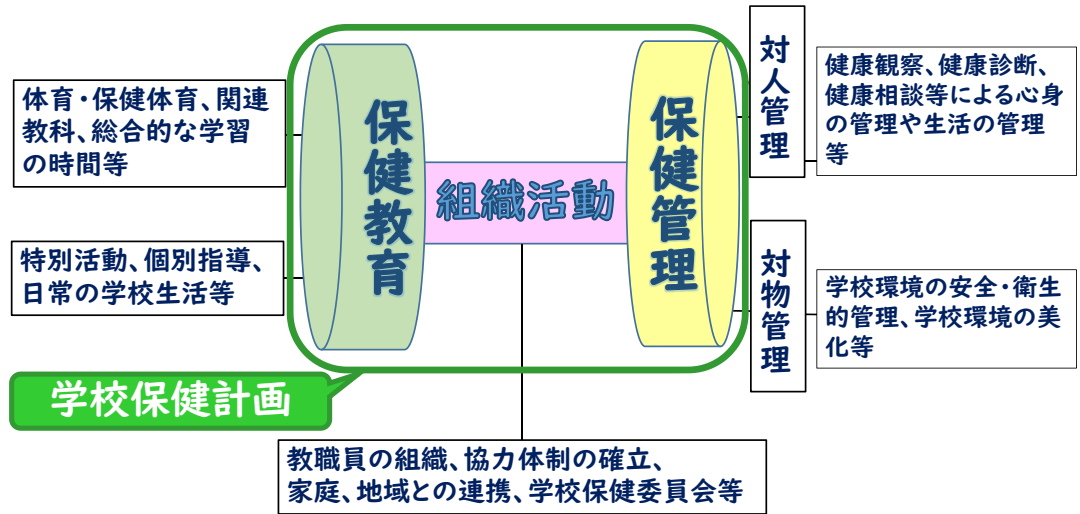 体育・保健体育、関連
教科、総合的な学習
の時間等
特別活動、個別指導、
日常の学校生活等
保健教育
組織活動
保健管理
対人管理
健康観察、健康診断、
健康相談等による心身
の管理や生活の管理
等
対物管理
学校環境の安全・衛生
的管理、学校環境の美
化等
学校保健計画
教職員の組織、協力体制の確立、
家庭、地域との連携、学校保健委員会等